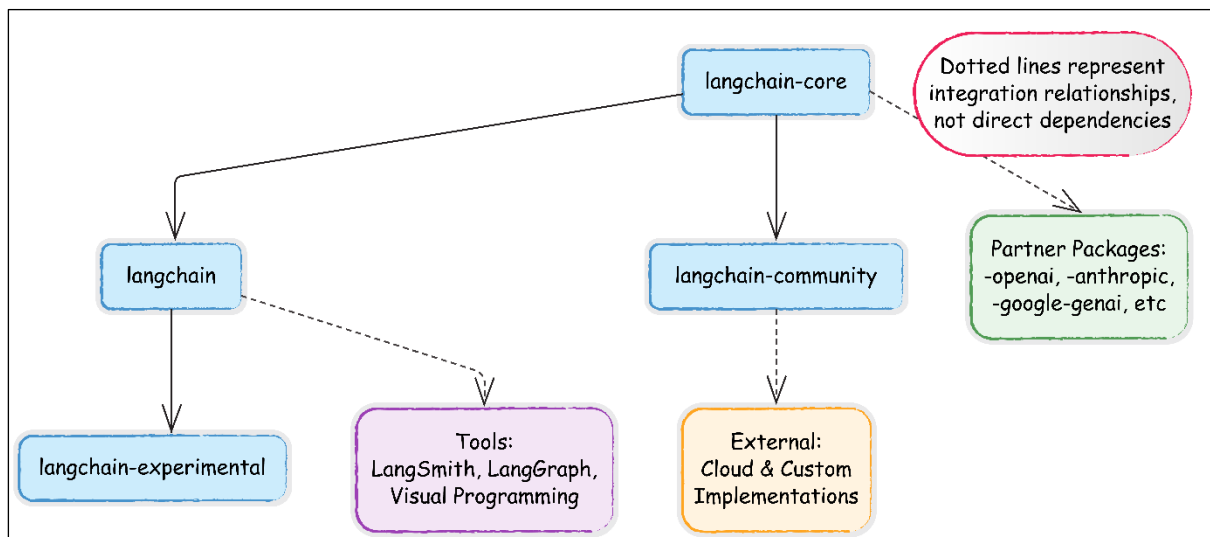 langchain-core
Dotted lines represent
integration relationships,
not direct dependencies
langchain
langchain-community
Partner Packages:
-openai, -anthropic,
-google-genai, etc
langchain-experimental
Tools:
LangSmith, LangGraph,
Visual Programming
External:
Cloud & Custom
Implementations